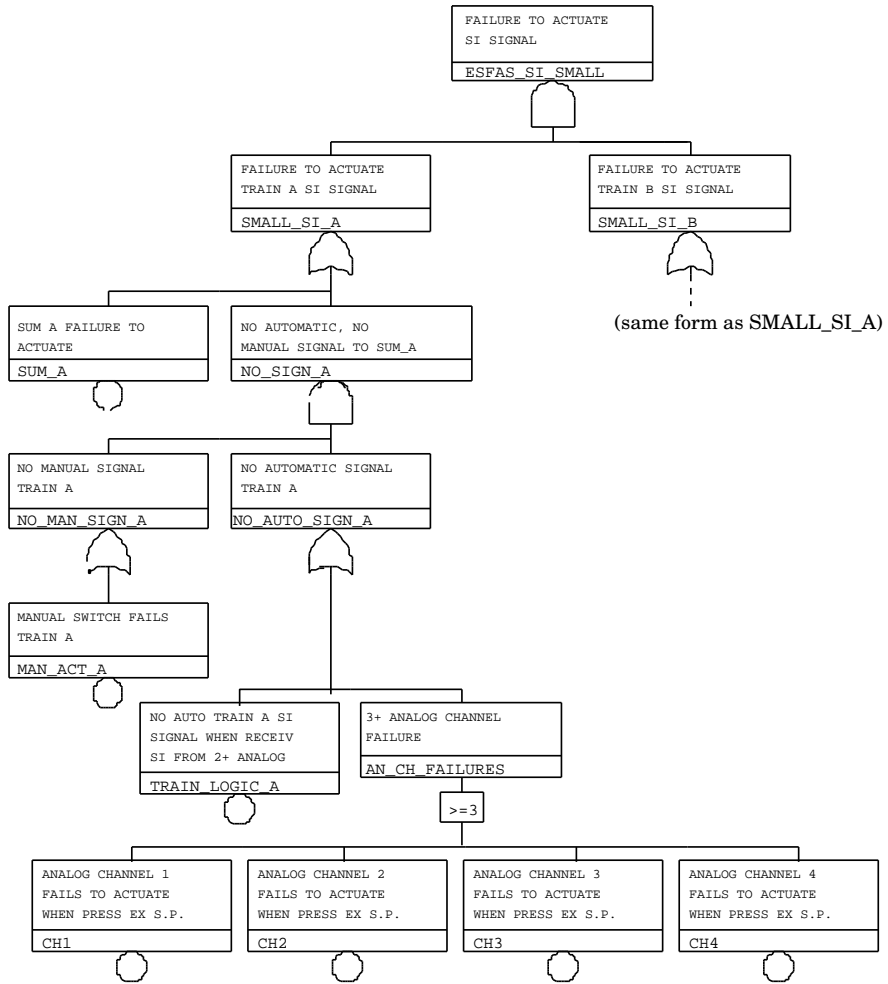 FAILURE TO ACTUATE
SI SIGNAL
ESFAS_SI_SMALL
FAILURE TO ACTUATE
TRAIN A SI SIGNAL
SMALL_SI_A
FAILURE TO ACTUATE
TRAIN B SI SIGNAL
SMALL_SI_B
(same form as SMALL_SI_A)
SUM A FAILURE TO
ACTUATE
SUM_A
NO AUTOMATIC, NO
MANUAL SIGNAL TO SUM_A
NO_SIGN_A
NO MANUAL SIGNAL
TRAIN A
NO_MAN_SIGN_A
NO AUTOMATIC SIGNAL
TRAIN A
NO_AUTO_SIGN_A
MANUAL SWITCH FAILS
TRAIN A
MAN_ACT_A
NO AUTO TRAIN A SI
SIGNAL WHEN RECEIV
SI FROM 2+ ANALOG
TRAIN_LOGIC_A
3+ ANALOG CHANNEL
FAILURE
AN_CH_FAILURES
>=3
ANALOG CHANNEL 1
FAILS TO ACTUATE
WHEN PRESS EX S.P.
CH1
ANALOG CHANNEL 2
FAILS TO ACTUATE
WHEN PRESS EX S.P.
CH2
ANALOG CHANNEL 3
FAILS TO ACTUATE
WHEN PRESS EX S.P.
CH3
ANALOG CHANNEL 4
FAILS TO ACTUATE
WHEN PRESS EX S.P.
CH4